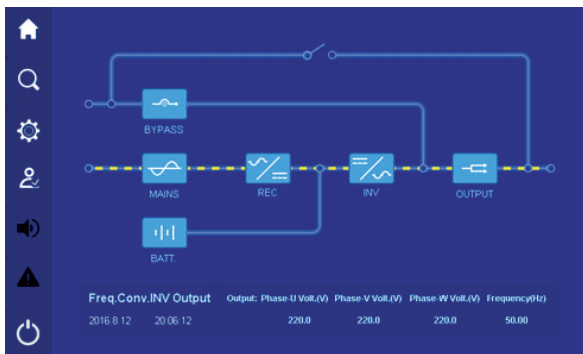 BYPASS
MAINS
REC
INV
OUTPUT
BATT.
Freq.Conv.INV Output
Output: Phase-U Volt.(V) Phase-V Volt.(V) Phase-W Volt.(V) Frequency(Hz)
2016.8.12 20:06:12 220.0 220.0 220.0 50.00